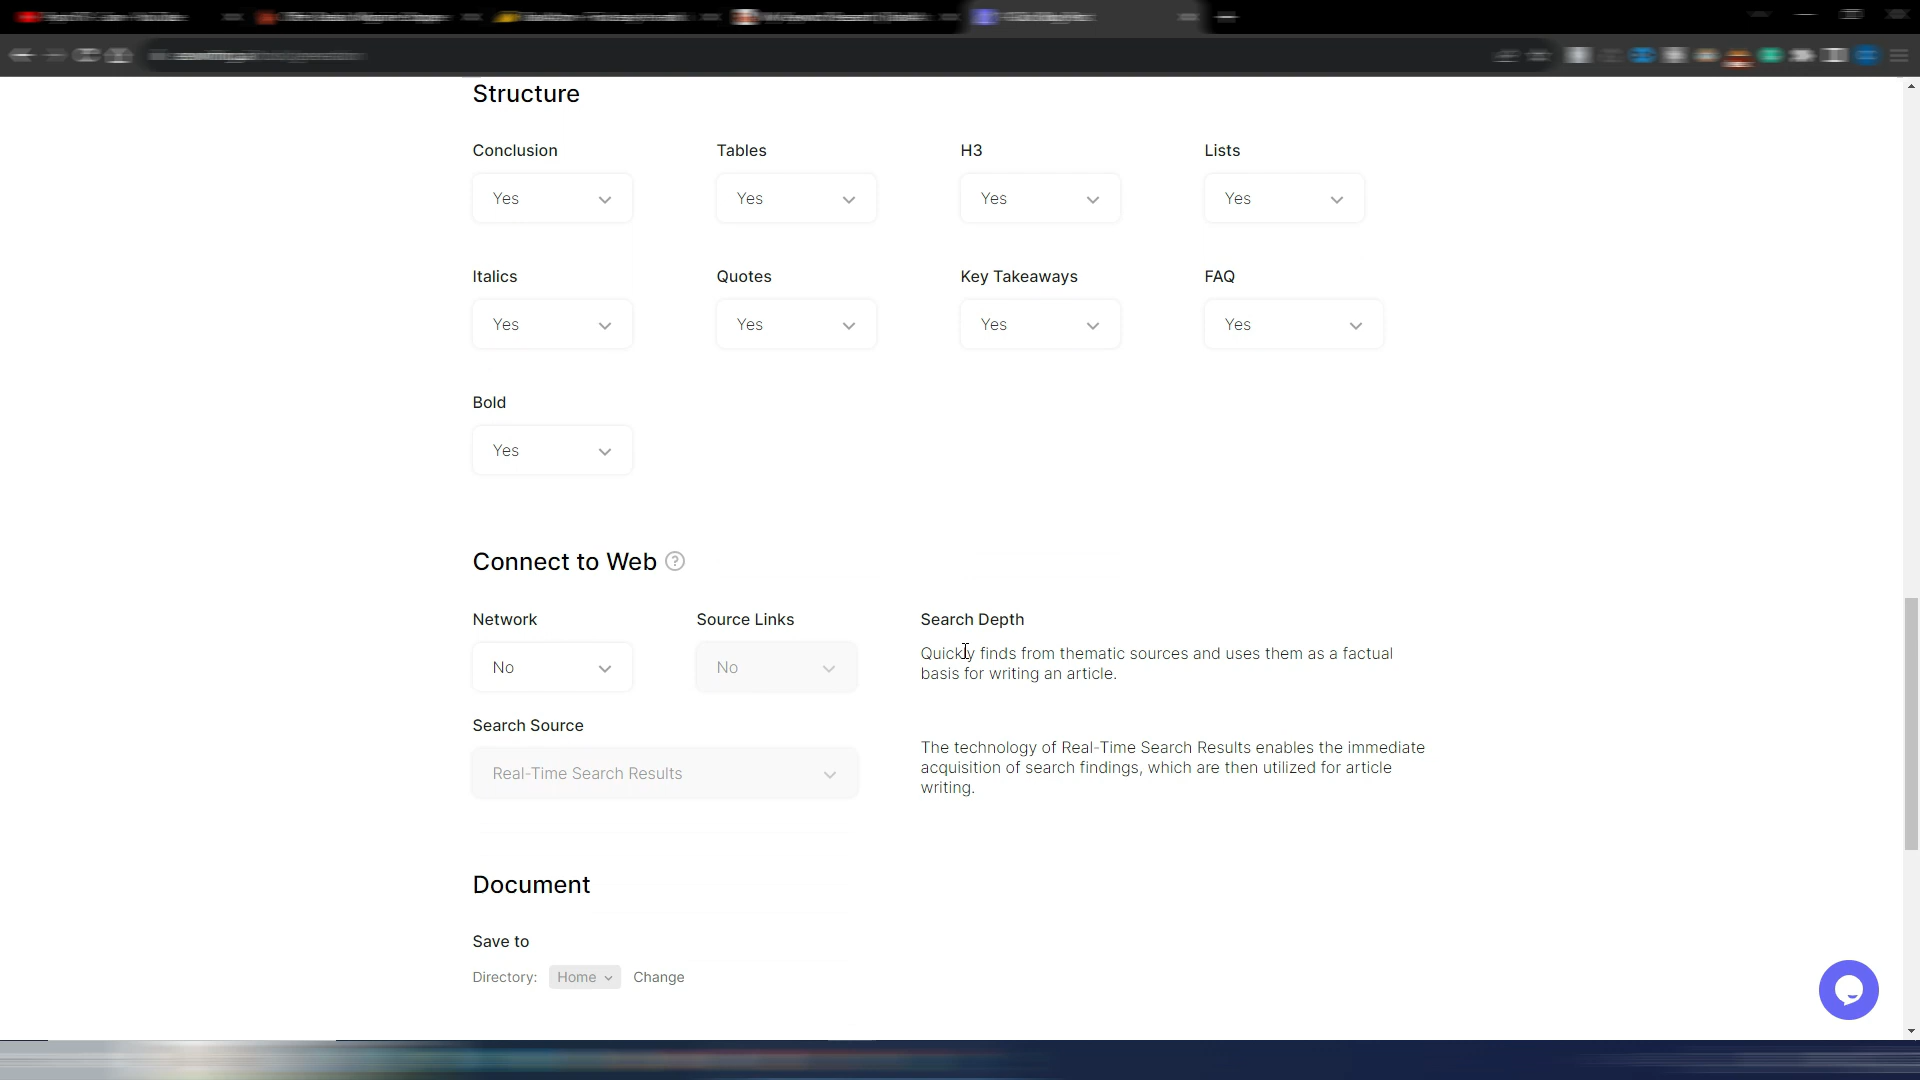 Structure
Conclusion Tables H3 Lists
Yes Yes Yes Yes
Italics Quotes Key Takeaways FAQ
Yes Yes Yes Yes
Bold
Yes
Connect to Web ?
Network Source Links Search Depth
No No
Quickly finds from thematic sources and uses them as a factual
basis for writing an article.
Search Source
Real-Time Search Results
The technology of Real-Time Search Results enables the immediate
acquisition of search findings, which are then utilized for article
writing.
Document
Save to
Directory: Home Change